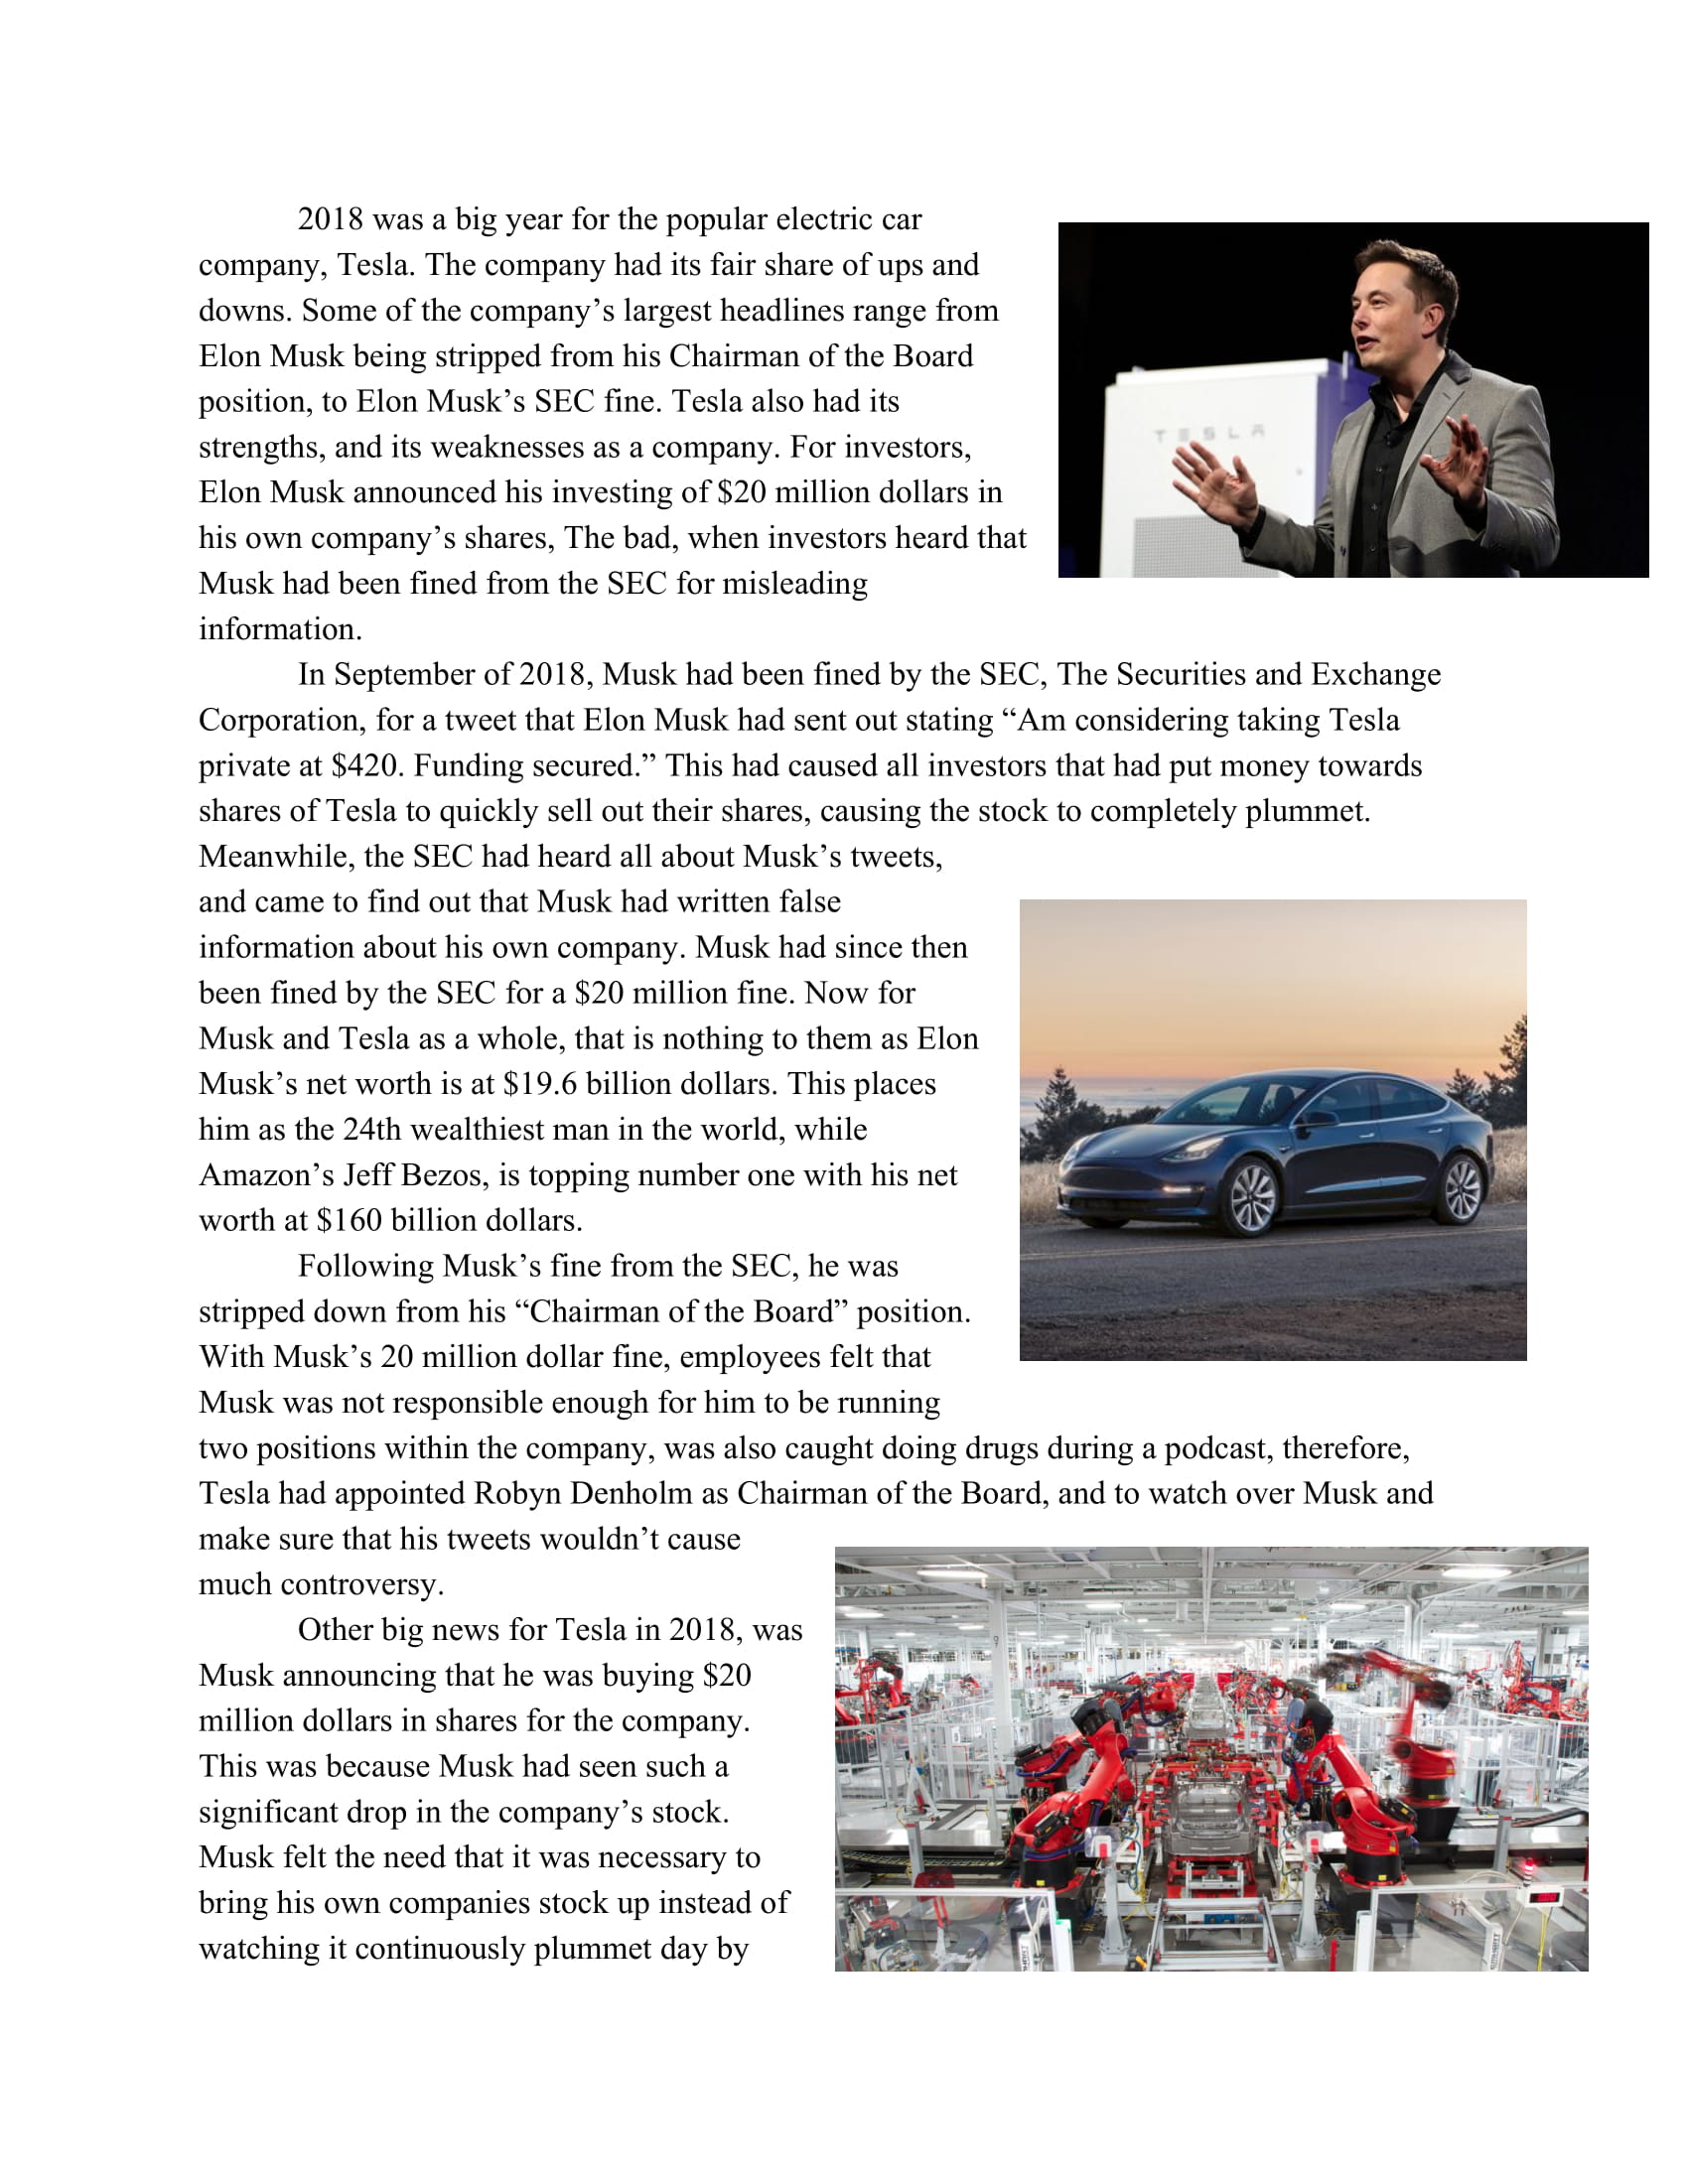 2018 was a big year for the popular electric car
company, Tesla. The company had its fair share of ups and
downs. Some of the company’s largest headlines range from
Elon Musk being stripped from his Chairman of the Board
position, to Elon Musk’s SEC fine. Tesla also had its
strengths, and its weaknesses as a company. For investors,
Elon Musk announced his investing of $20 million dollars in
his own company’s shares, The bad, when investors heard that
Musk had been fined from the SEC for misleading
information.
TESLA
In September of 2018, Musk had been fined by the SEC, The Securities and Exchange
Corporation, for a tweet that Elon Musk had sent out stating “Am considering taking Tesla
private at $420. Funding secured.” This had caused all investors that had put money towards
shares of Tesla to quickly sell out their shares, causing the stock to completely plummet.
Meanwhile, the SEC had heard all about Musk’s tweets,
and came to find out that Musk had written false
information about his own company. Musk had since then
been fined by the SEC for a $20 million fine. Now for
Musk and Tesla as a whole, that is nothing to them as Elon
Musk’s net worth is at $19.6 billion dollars. This places
him as the 24th wealthiest man in the world, while
Amazon’s Jeff Bezos, is topping number one with his net
worth at $160 billion dollars.
Following Musk’s fine from the SEC, he was
stripped down from his “Chairman of the Board” position.
With Musk’s 20 million dollar fine, employees felt that
Musk was not responsible enough for him to be running
two positions within the company, was also caught doing drugs during a podcast, therefore,
Tesla had appointed Robyn Denholm as Chairman of the Board, and to watch over Musk and
make sure that his tweets wouldn’t cause
much controversy.
Other big news for Tesla in 2018, was
Musk announcing that he was buying $20
million dollars in shares for the company.
This was because Musk had seen such a
significant drop in the company’s stock.
Musk felt the need that it was necessary to
bring his own companies stock up instead of
watching it continuously plummet day by